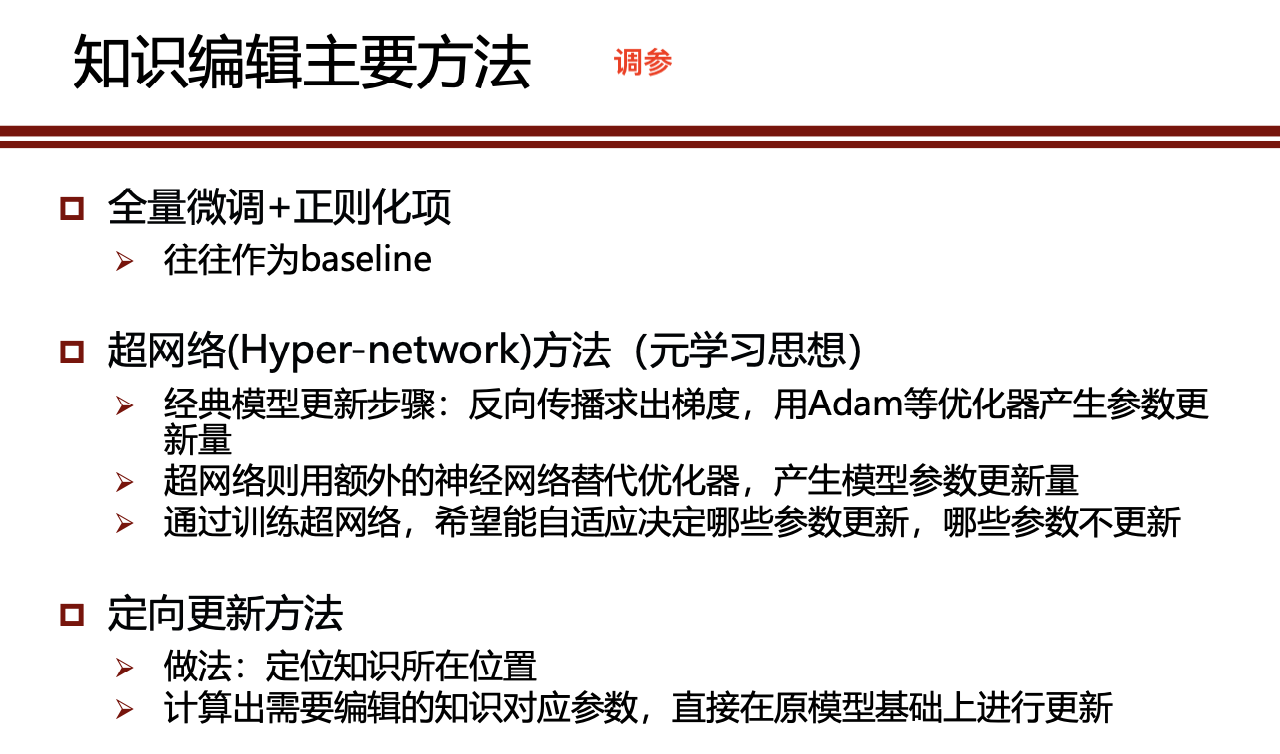 知识编辑主要方法
调参
全量微调+正则化项
往往作为baseline
超网络(Hyper-network)方法（元学习思想）
经典模型更新步骤：反向传播求出梯度，用Adam等优化器产生参数更
新量
超网络则用额外的神经网络替代优化器，产生模型参数更新量
通过训练超网络，希望能自适应决定哪些参数更新，哪些参数不更新
定向更新方法
做法：定位知识所在位置
计算出需要编辑的知识对应参数，直接在原模型基础上进行更新